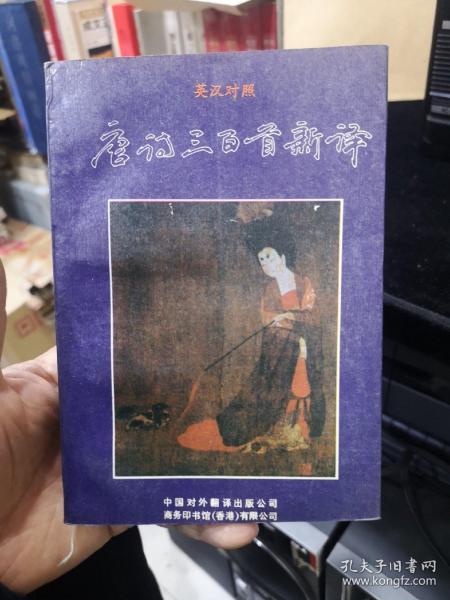 英汉对照
唐诗三百首新译
中国对外翻译出版公司
商务印书馆(香港)有限公司
孔夫子旧书网
www.kongfz.com